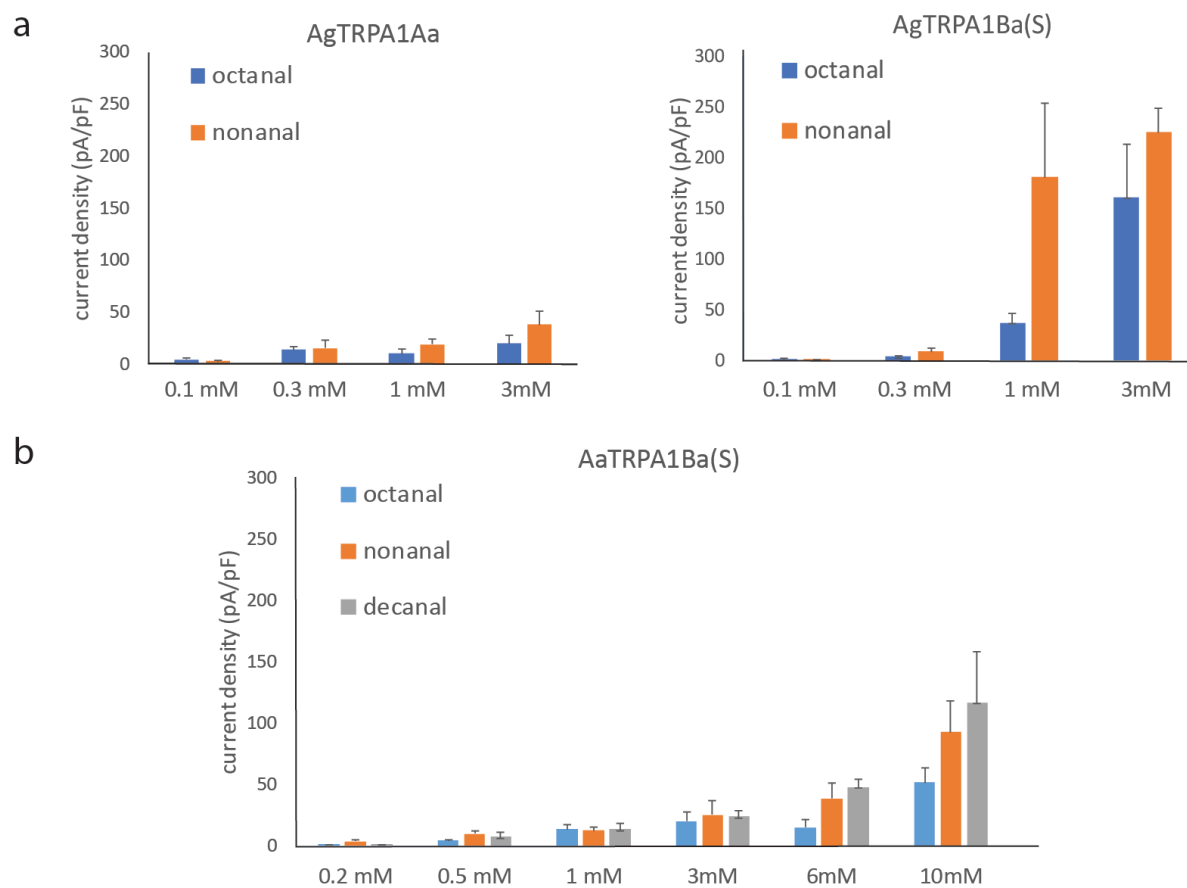 a
AgTRPA1Aa
300
250
200
150
100
50
0
current density (pA/pF)
octanal
nonanal
0.1 mM 0.3 mM 1 mM 3mM
AgTRPA1Ba(S)
300
250
200
150
100
50
0
current density (pA/pF)
octanal
nonanal
0.1 mM 0.3 mM 1 mM 3mM
b
AaTRPA1Ba(S)
300
250
200
150
100
50
0
current density (pA/pF)
octanal
nonanal
decanal
0.2 mM 0.5 mM 1 mM 3mM 6mM 10mM